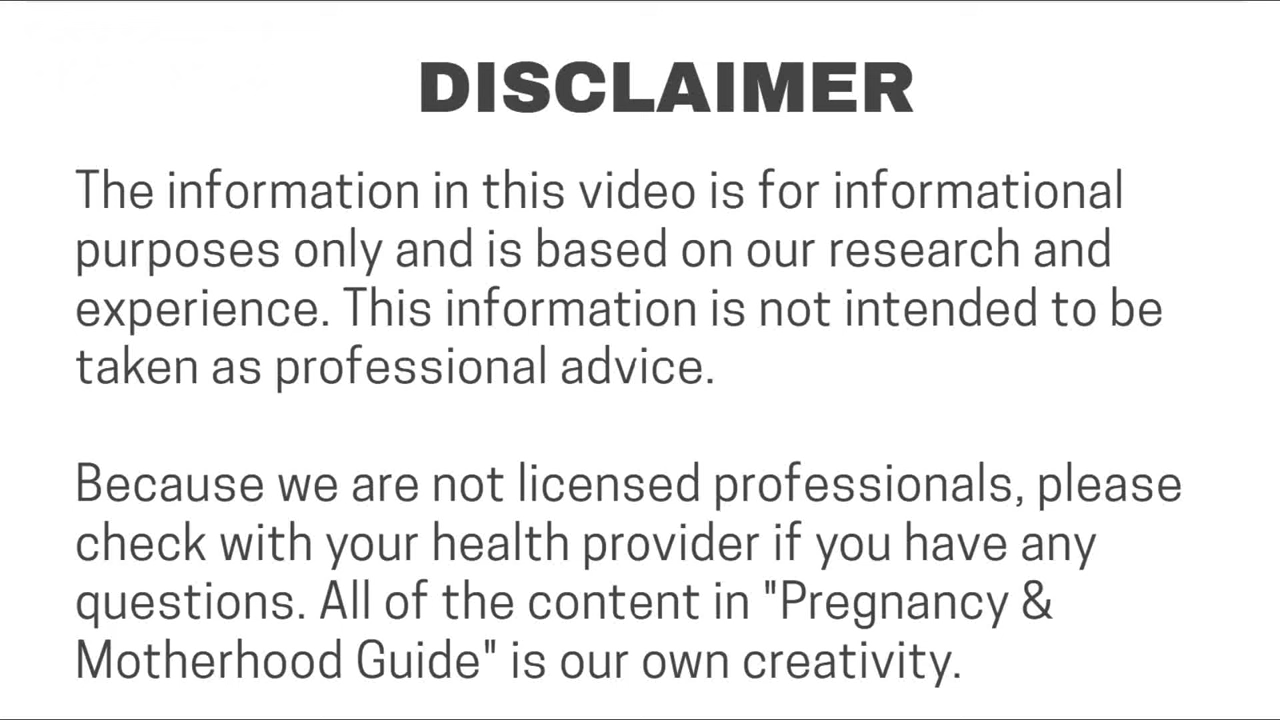 DISCLAIMER
The information in this video is for informational
purposes only and is based on our research and
experience. This information is not intended to be
taken as professional advice.
Because we are not licensed professionals, please
check with your health provider if you have any
questions. All of the content in "Pregnancy &
Motherhood Guide" is our own creativity.